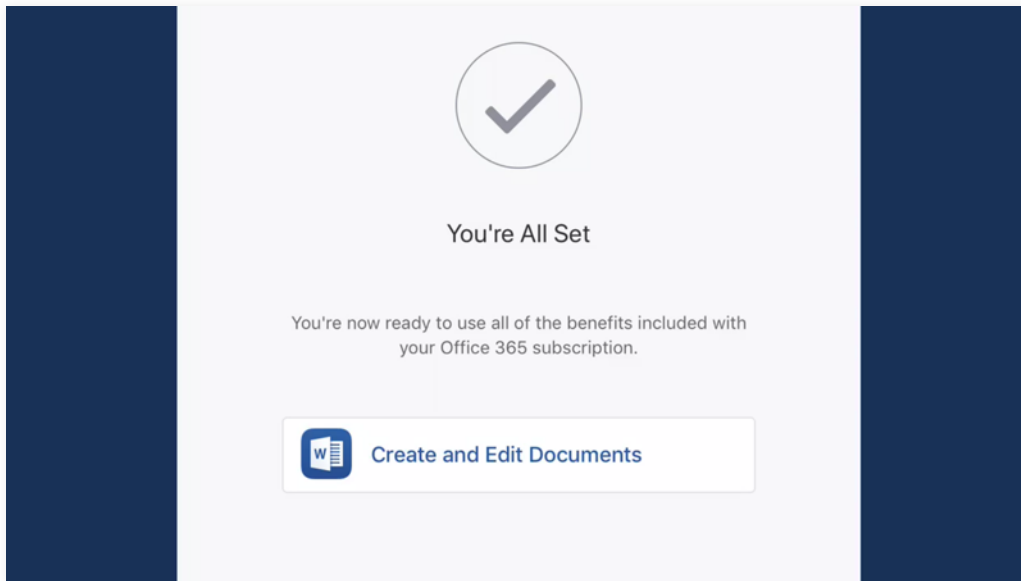 You're All Set
You're now ready to use all of the benefits included with
your Office 365 subscription.
W
Create and Edit Documents